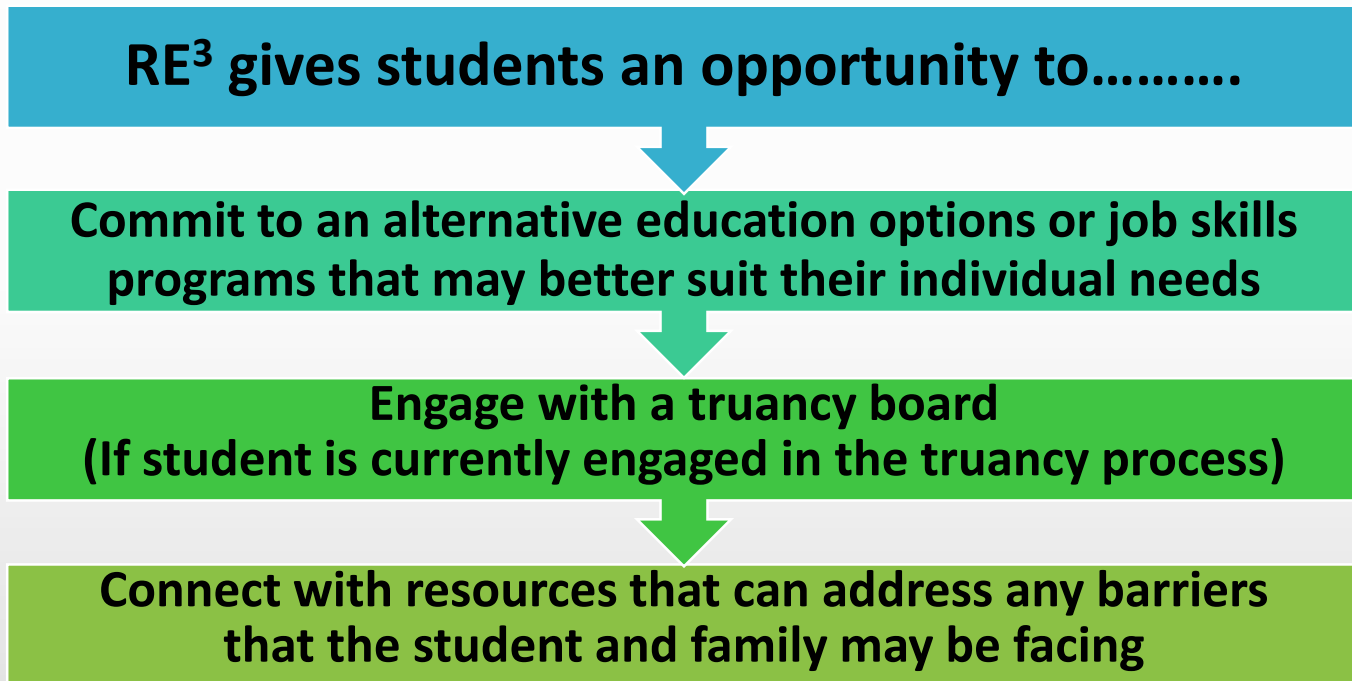 RE³ gives students an opportunity to……….
Commit to an alternative education options or job skills
programs that may better suit their individual needs
Engage with a truancy board
(If student is currently engaged in the truancy process)
Connect with resources that can address any barriers
that the student and family may be facing